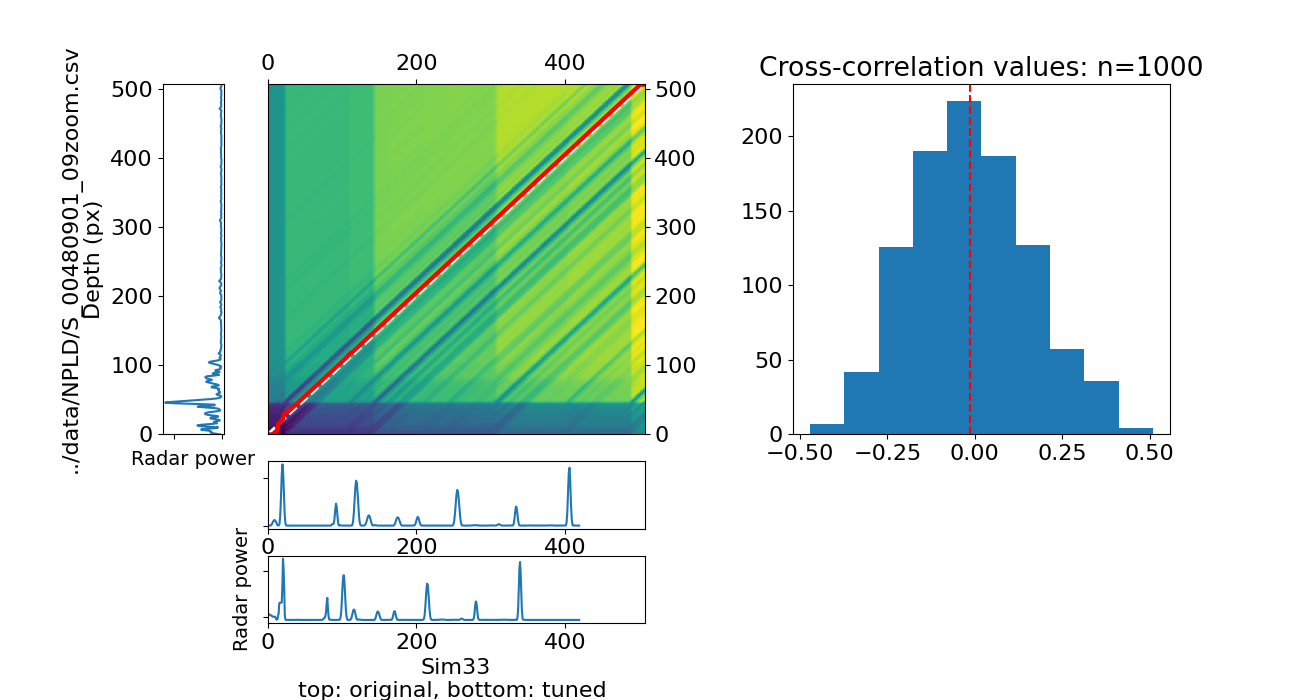 ../data/NPLD/S_00480901_09zoom.csv
Depth (px)
500
400
300
200
100
0
Radar power
0 200 400
500
400
300
200
100
0
0 200 400
Radar power
0 200 400
Sim33
top: original, bottom: tuned
Cross-correlation values: n=1000
200
150
100
50
0
−0.50 −0.25 0.00 0.25 0.50